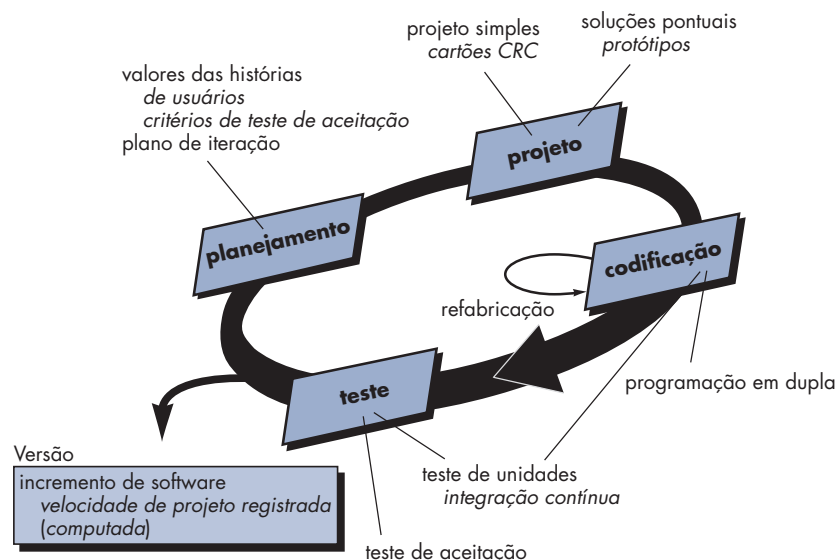 projeto simples
cartões CRC
soluções pontuais
protótipos
valores das histórias
de usuários
critérios de teste de aceitação
plano de iteração
projeto
planejamento
codificação
refabricação
programação em dupla
teste
teste de unidades
integração contínua
teste de aceitação
Versão
incremento de software
velocidade de projeto registrada
(computada)